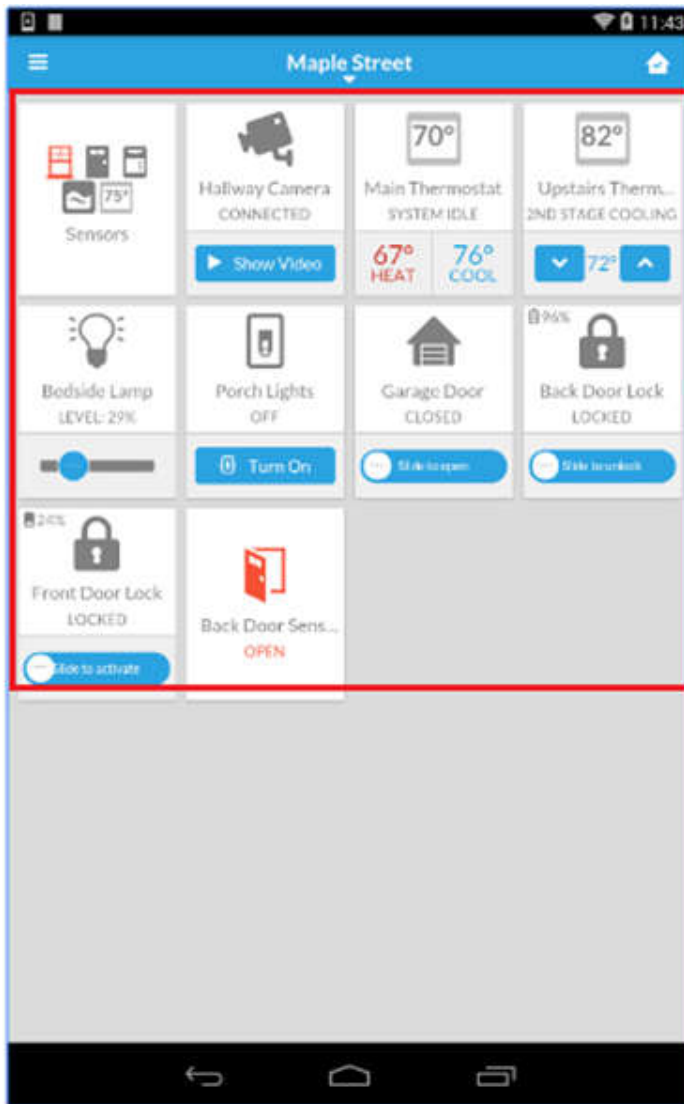 11:43
Maple Street
75°
Sensors
Hallway Camera
CONNECTED
Show Video
70°
Main Thermostat
SYSTEM IDLE
67°
HEAT
76°
COOL
82°
Upstairs Therm...
2ND STAGE COOLING
72°
Bedside Lamp
LEVEL: 29%
Porch Lights
OFF
Turn On
Garage Door
CLOSED
Slide to open
96%
Back Door Lock
LOCKED
Slide to unlock
24%
Front Door Lock
LOCKED
Slide to activate
Back Door Sens...
OPEN